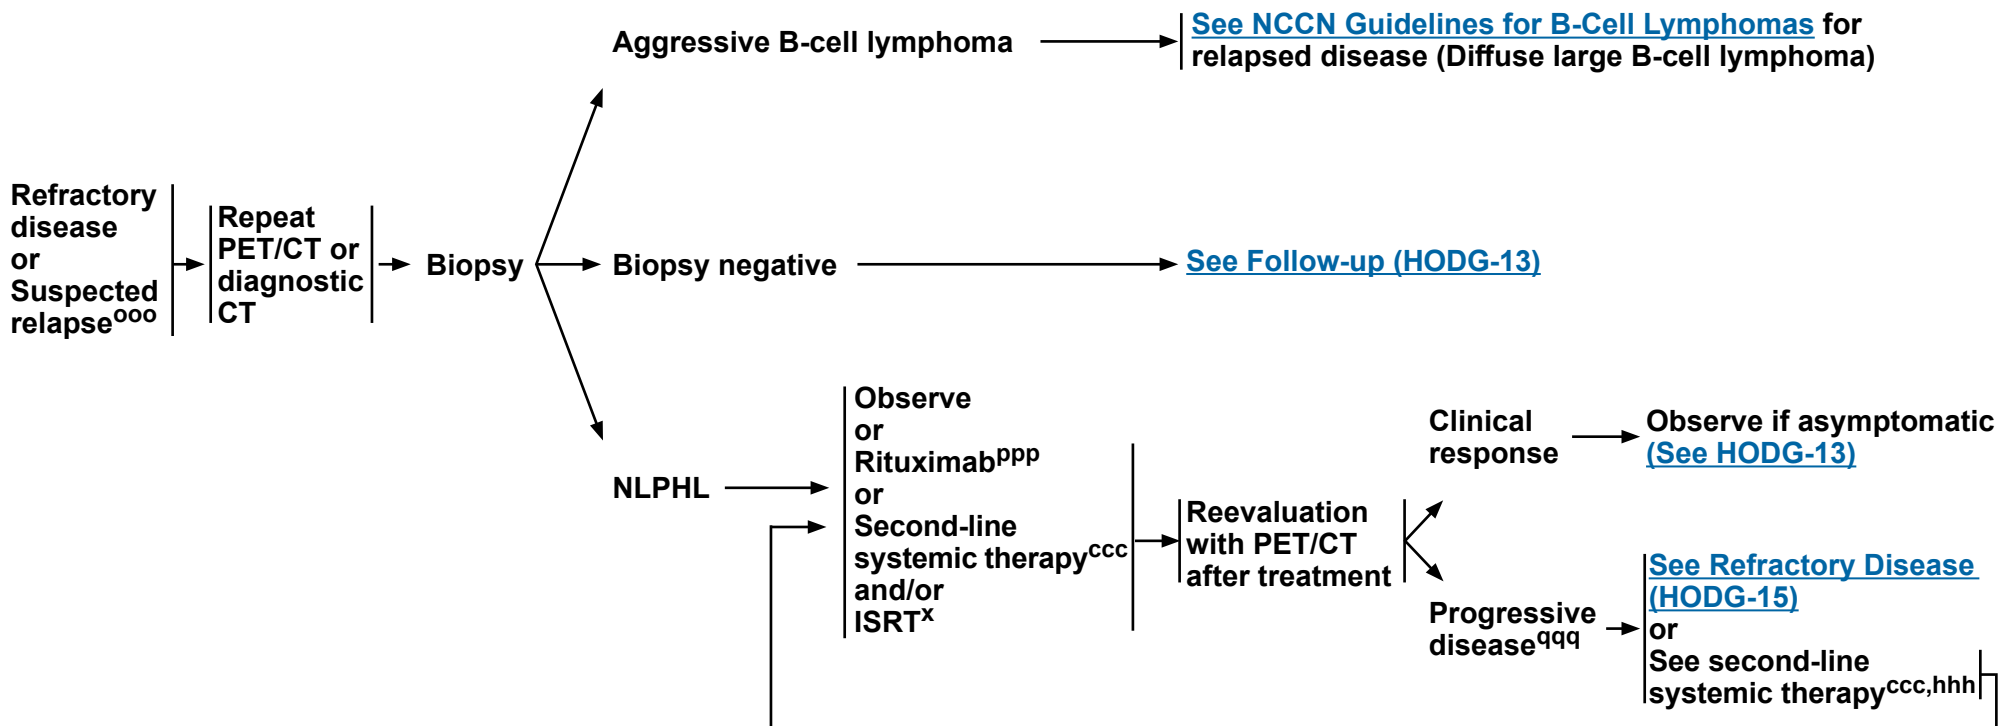 Aggressive B-cell lymphoma
See NCCN Guidelines for B-Cell Lymphomas for
relapsed disease (Diffuse large B-cell lymphoma)
Refractory
disease
or
Suspected
relapseooo
Repeat
PET/CT or
diagnostic
CT
Biopsy
Biopsy negative
See Follow-up (HODG-13)
NLPHL
Observe
or
Rituximabppp
or
Second-line
systemic therapyccc
and/or
ISRTx
Reevaluation
with PET/CT
after treatment
Clinical
response
Observe if asymptomatic
(See HODG-13)
Progressive
diseaseqqq
See Refractory Disease
(HODG-15)
or
See second-line
systemic therapyccc,hhh